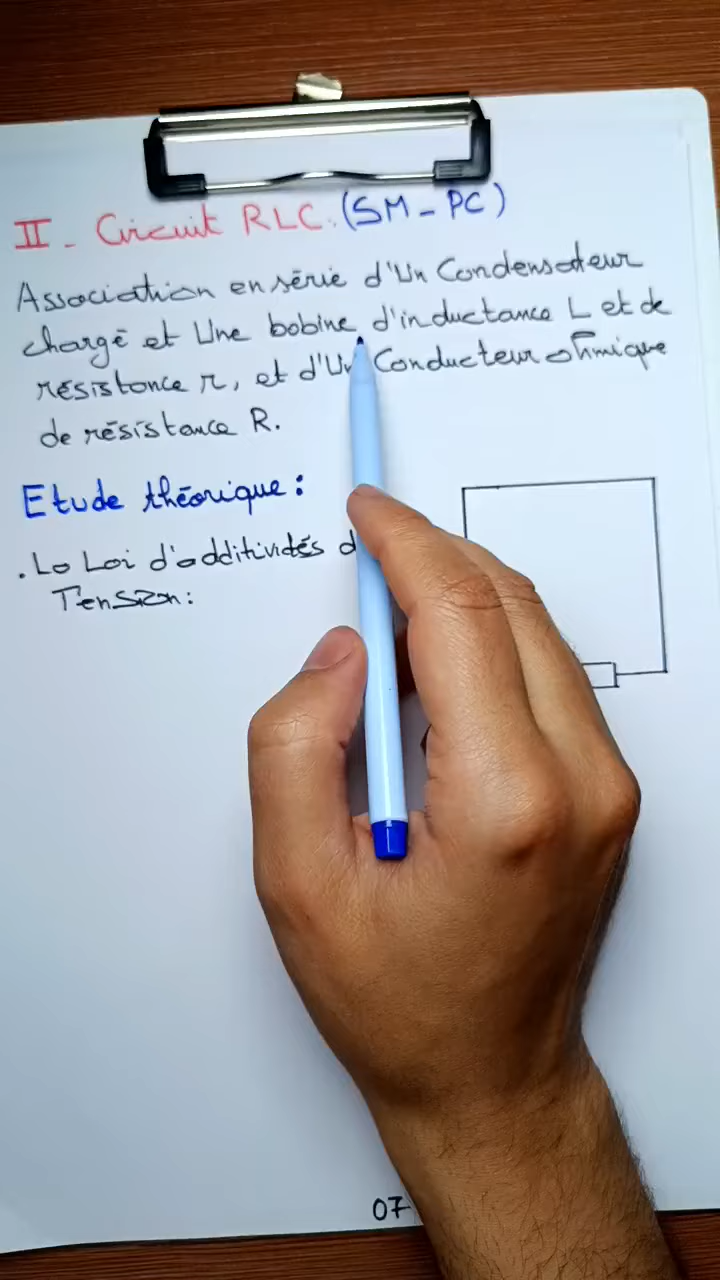 II - Circuit RLC. (SM - PC)
Association en série d'Un Condensateur
chargé et Une bobine d'inductance L et de
résistance r, et d'Un Conducteur ohmique
de résistance R.
Etude théorique :
. La Loi d'additivités d
Tension :
07